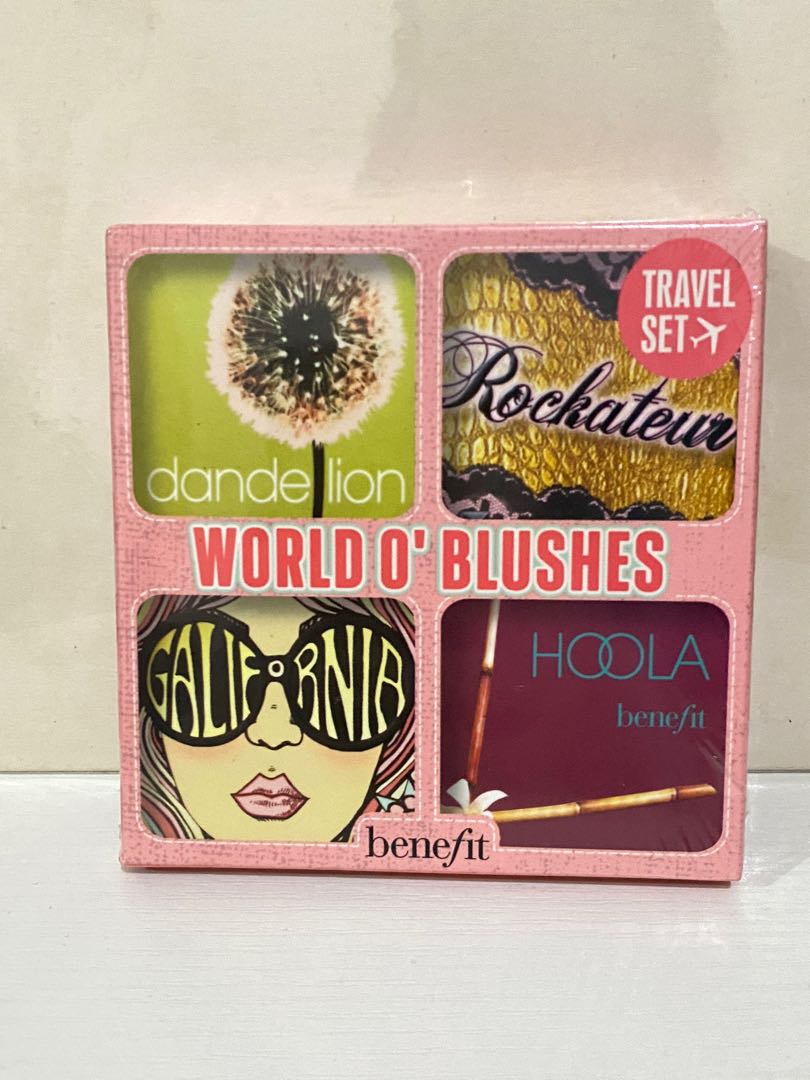 dandelion
Rockateur
TRAVEL
SET
WORLD O' BLUSHES
GALIFORNIA
HOOLA
benefit
benefit